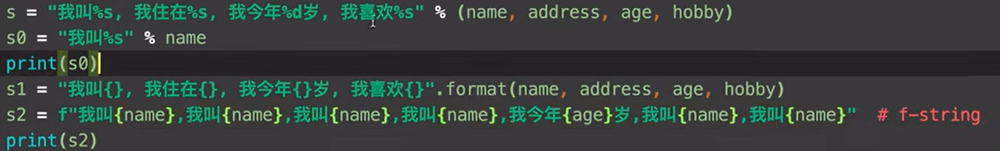 s = "我叫%s, 我住在%s, 我今年%d岁, 我喜欢%s" % (name, address, age, hobby)
s0 = "我叫%s" % name
print(s0)
s1 = "我叫{}, 我住在{}, 我今年{}岁, 我喜欢{}".format(name, address, age, hobby)
s2 = f"我叫{name},我叫{name},我叫{name},我叫{name},我今年{age}岁,我叫{name},我叫{name}"  # f-string
print(s2)